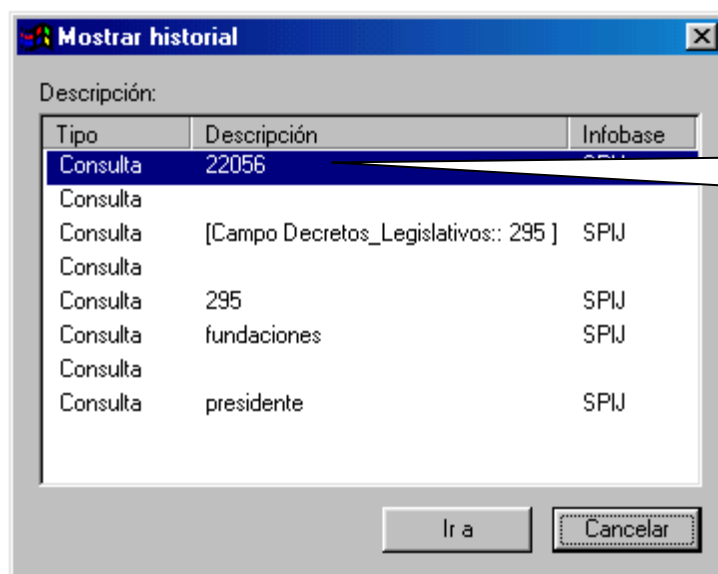 Mostrar historial
Descripción:
Tipo Descripción Infobase
Consulta 22056 SPIJ
Consulta
Consulta [Campo Decretos_Legislativos:: 295 ] SPIJ
Consulta
Consulta 295 SPIJ
Consulta fundaciones SPIJ
Consulta
Consulta presidente SPIJ
Ir a Cancelar